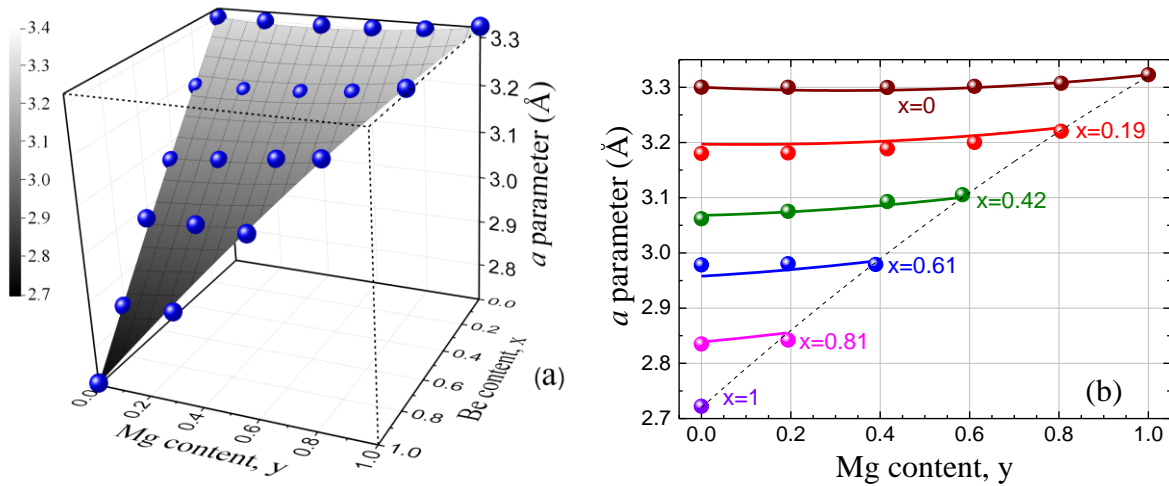 3.4
3.3
3.2
3.1
3.0
2.9
2.8
2.7
3.3
3.2
3.1
3.0
2.9
2.8
a parameter (Å)
0.0
0.2
0.4
0.6
0.8
1.0
Be content, x
0.0
0.2
0.4
0.6
0.8
1.0
Mg content, y
(a)
3.3
3.2
3.1
3.0
2.9
2.8
2.7
a parameter (Å)
x=0
x=0.19
x=0.42
x=0.61
x=0.81
x=1
(b)
0.0 0.2 0.4 0.6 0.8 1.0
Mg content, y